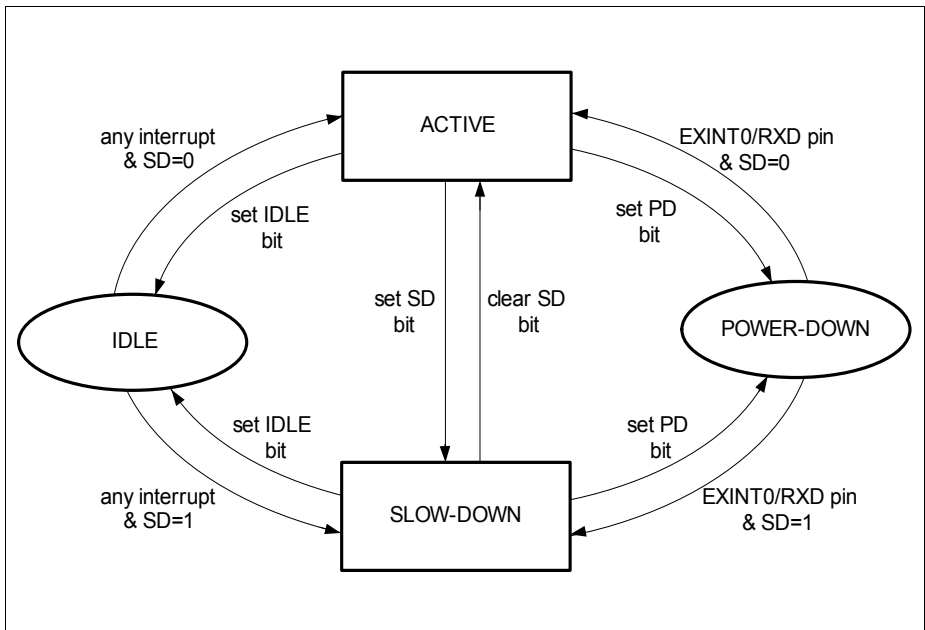 ACTIVE
any interrupt
& SD=0
EXINT0/RXD pin
& SD=0
set IDLE
bit
set PD
bit
set SD
bit
clear SD
bit
IDLE
POWER-DOWN
set IDLE
bit
set PD
bit
any interrupt
& SD=1
SLOW-DOWN
EXINT0/RXD pin
& SD=1